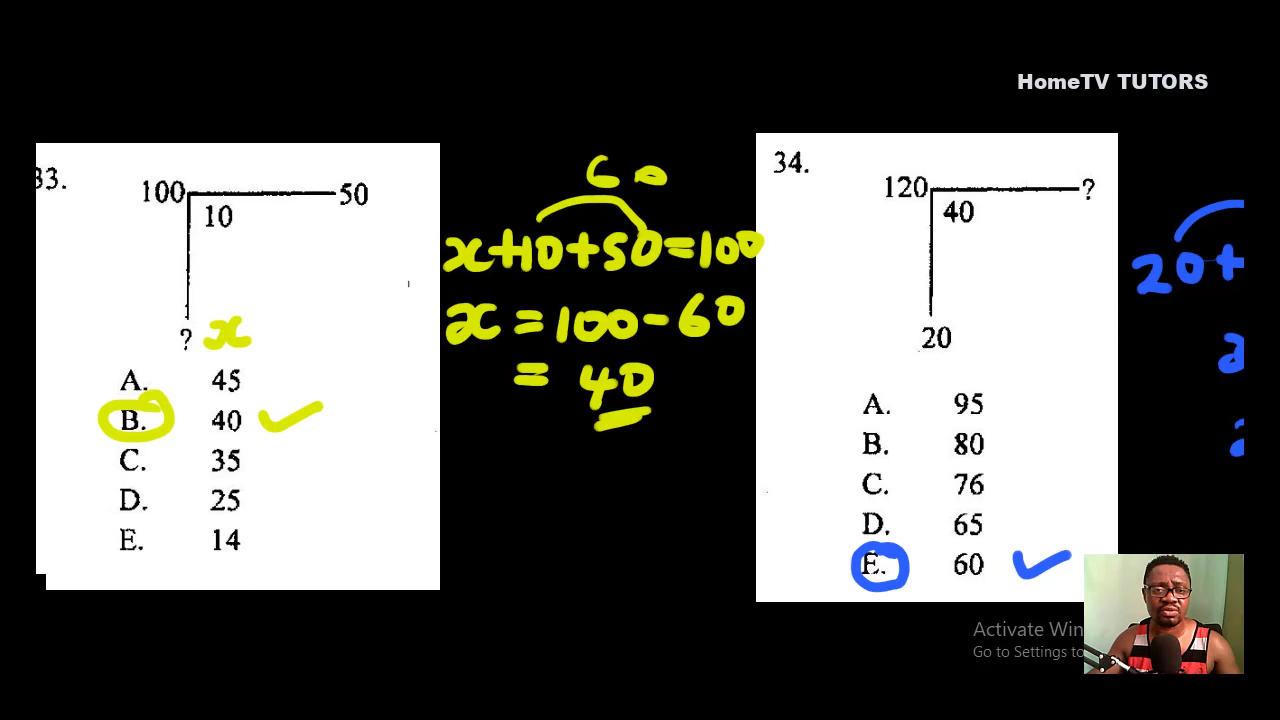 HomeTV TUTORS
33.
100
50
10
? x
A. 45
B. 40
C. 35
D. 25
E. 14
60
x+10+50=100
x = 100-60
= 40
34.
120
?
40
20
A. 95
B. 80
C. 76
D. 65
E. 60
20+
Activate Win
Go to Settings to